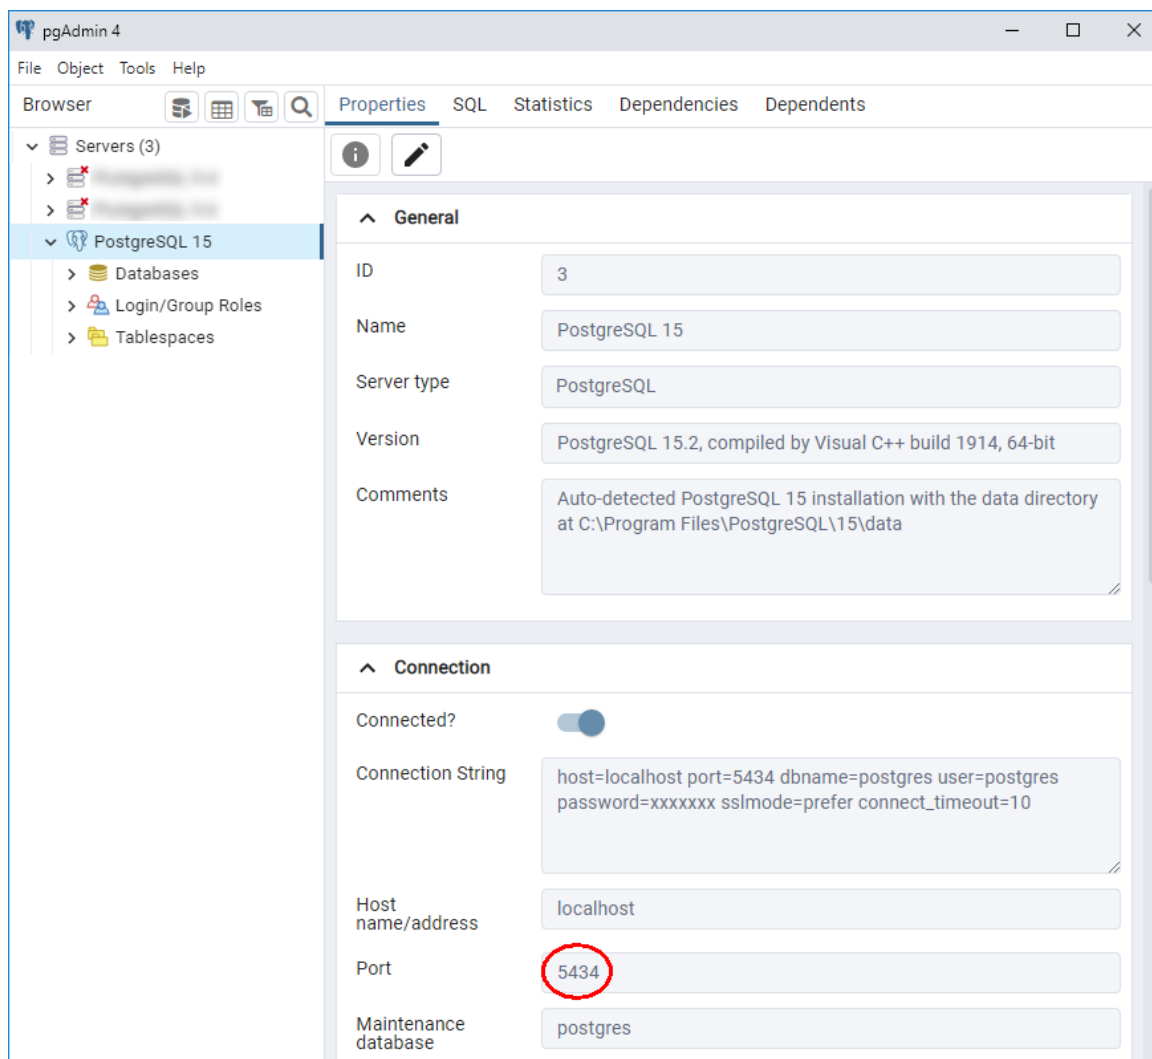 pgAdmin 4
File Object Tools Help
Browser
Properties SQL Statistics Dependencies Dependents
Servers (3)
PostgreSQL 15
Databases
Login/Group Roles
Tablespaces
General
ID
3
Name
PostgreSQL 15
Server type
PostgreSQL
Version
PostgreSQL 15.2, compiled by Visual C++ build 1914, 64-bit
Comments
Auto-detected PostgreSQL 15 installation with the data directory
at C:\Program Files\PostgreSQL\15\data
Connection
Connected?
Connection String
host=localhost port=5434 dbname=postgres user=postgres
password=xxxxxxx sslmode=prefer connect_timeout=10
Host
name/address
localhost
Port
5434
Maintenance
database
postgres